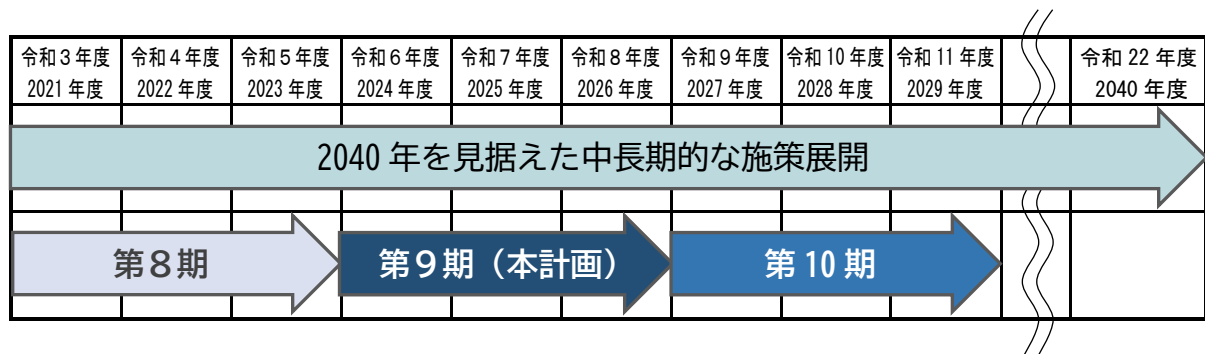 令和３年度 令和４年度 令和５年度 令和６年度 令和７年度 令和８年度 令和９年度 令和 10 年度 令和 11 年度 令和 22 年度
2021 年度 2022 年度 2023 年度 2024 年度 2025 年度 2026 年度 2027 年度 2028 年度 2029 年度 2040 年度
2040 年を見据えた中長期的な施策展開
第８期 第９期（本計画） 第 10 期